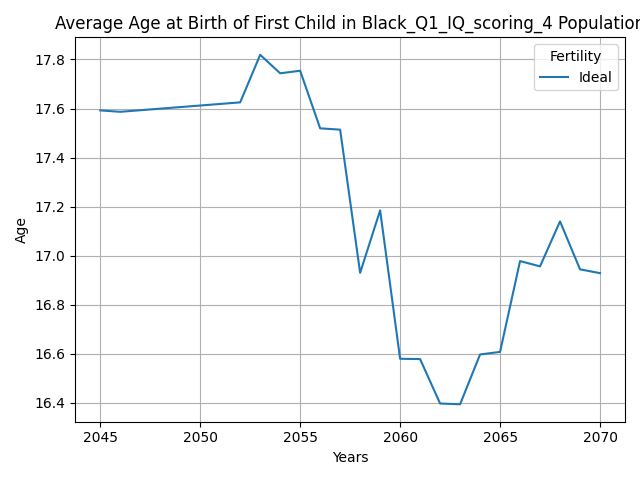 Average Age at Birth of First Child in Black_Q1_IQ_scoring_4 Population
Fertility
Ideal
17.8
17.6
17.4
17.2
17.0
16.8
16.6
16.4
Age
2045 2050 2055 2060 2065 2070
Years